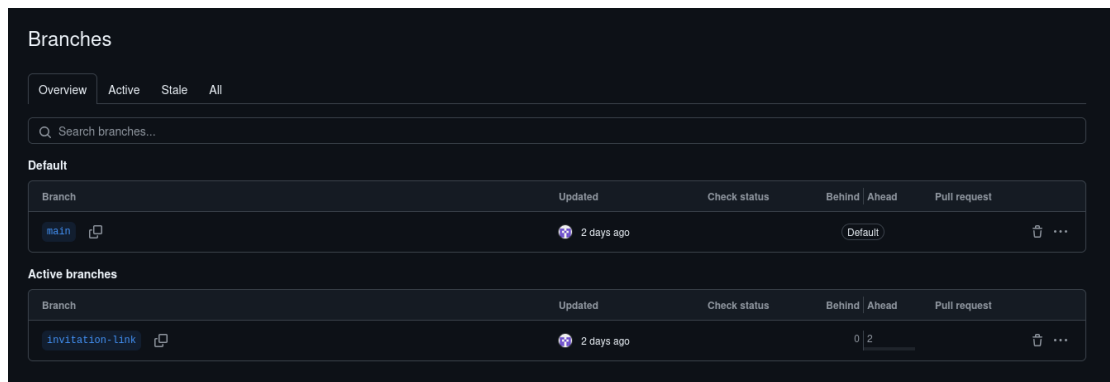 Branches
Overview Active Stale All
Search branches...
Default
Branch Updated Check status Behind Ahead Pull request
main 2 days ago Default
Active branches
Branch Updated Check status Behind Ahead Pull request
invitation-link 2 days ago 0 2